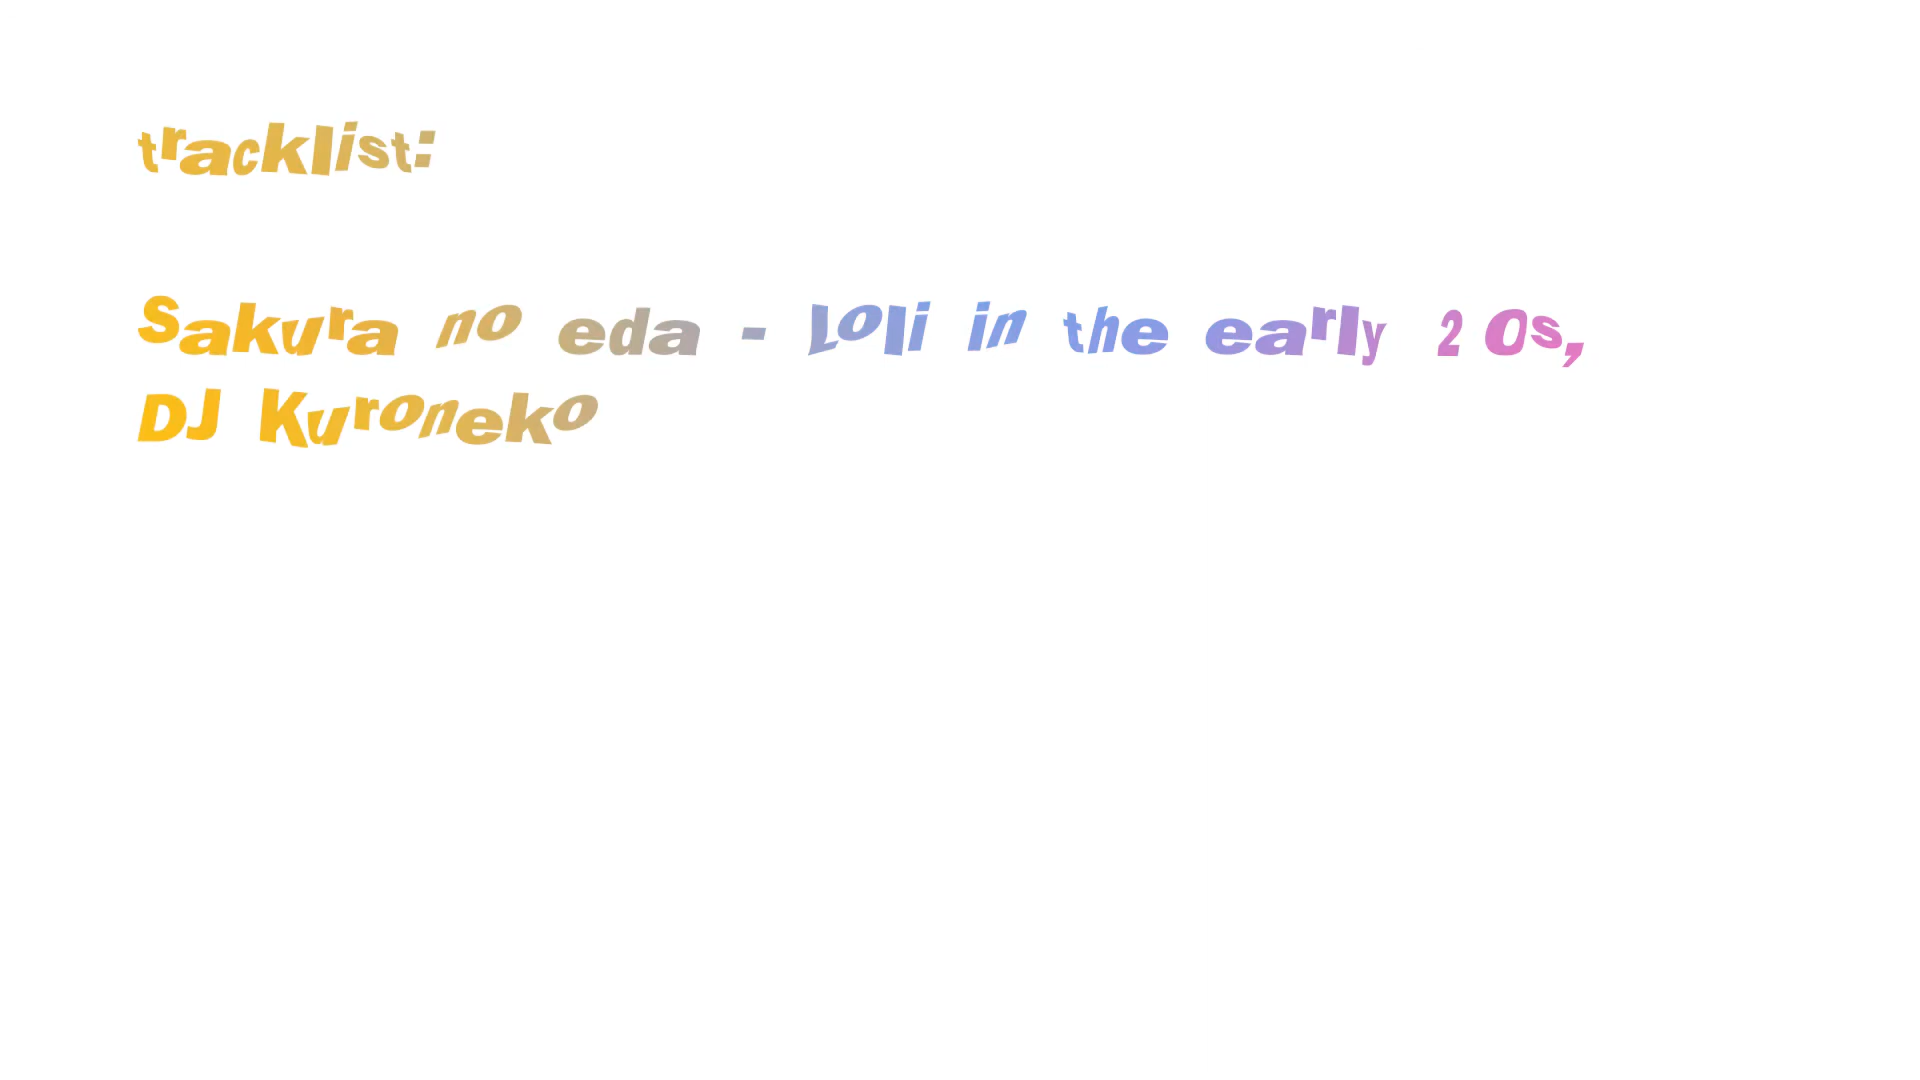 tracklist:
Sakura no eda - Loli in the early 20s,
DJ Kuroneko